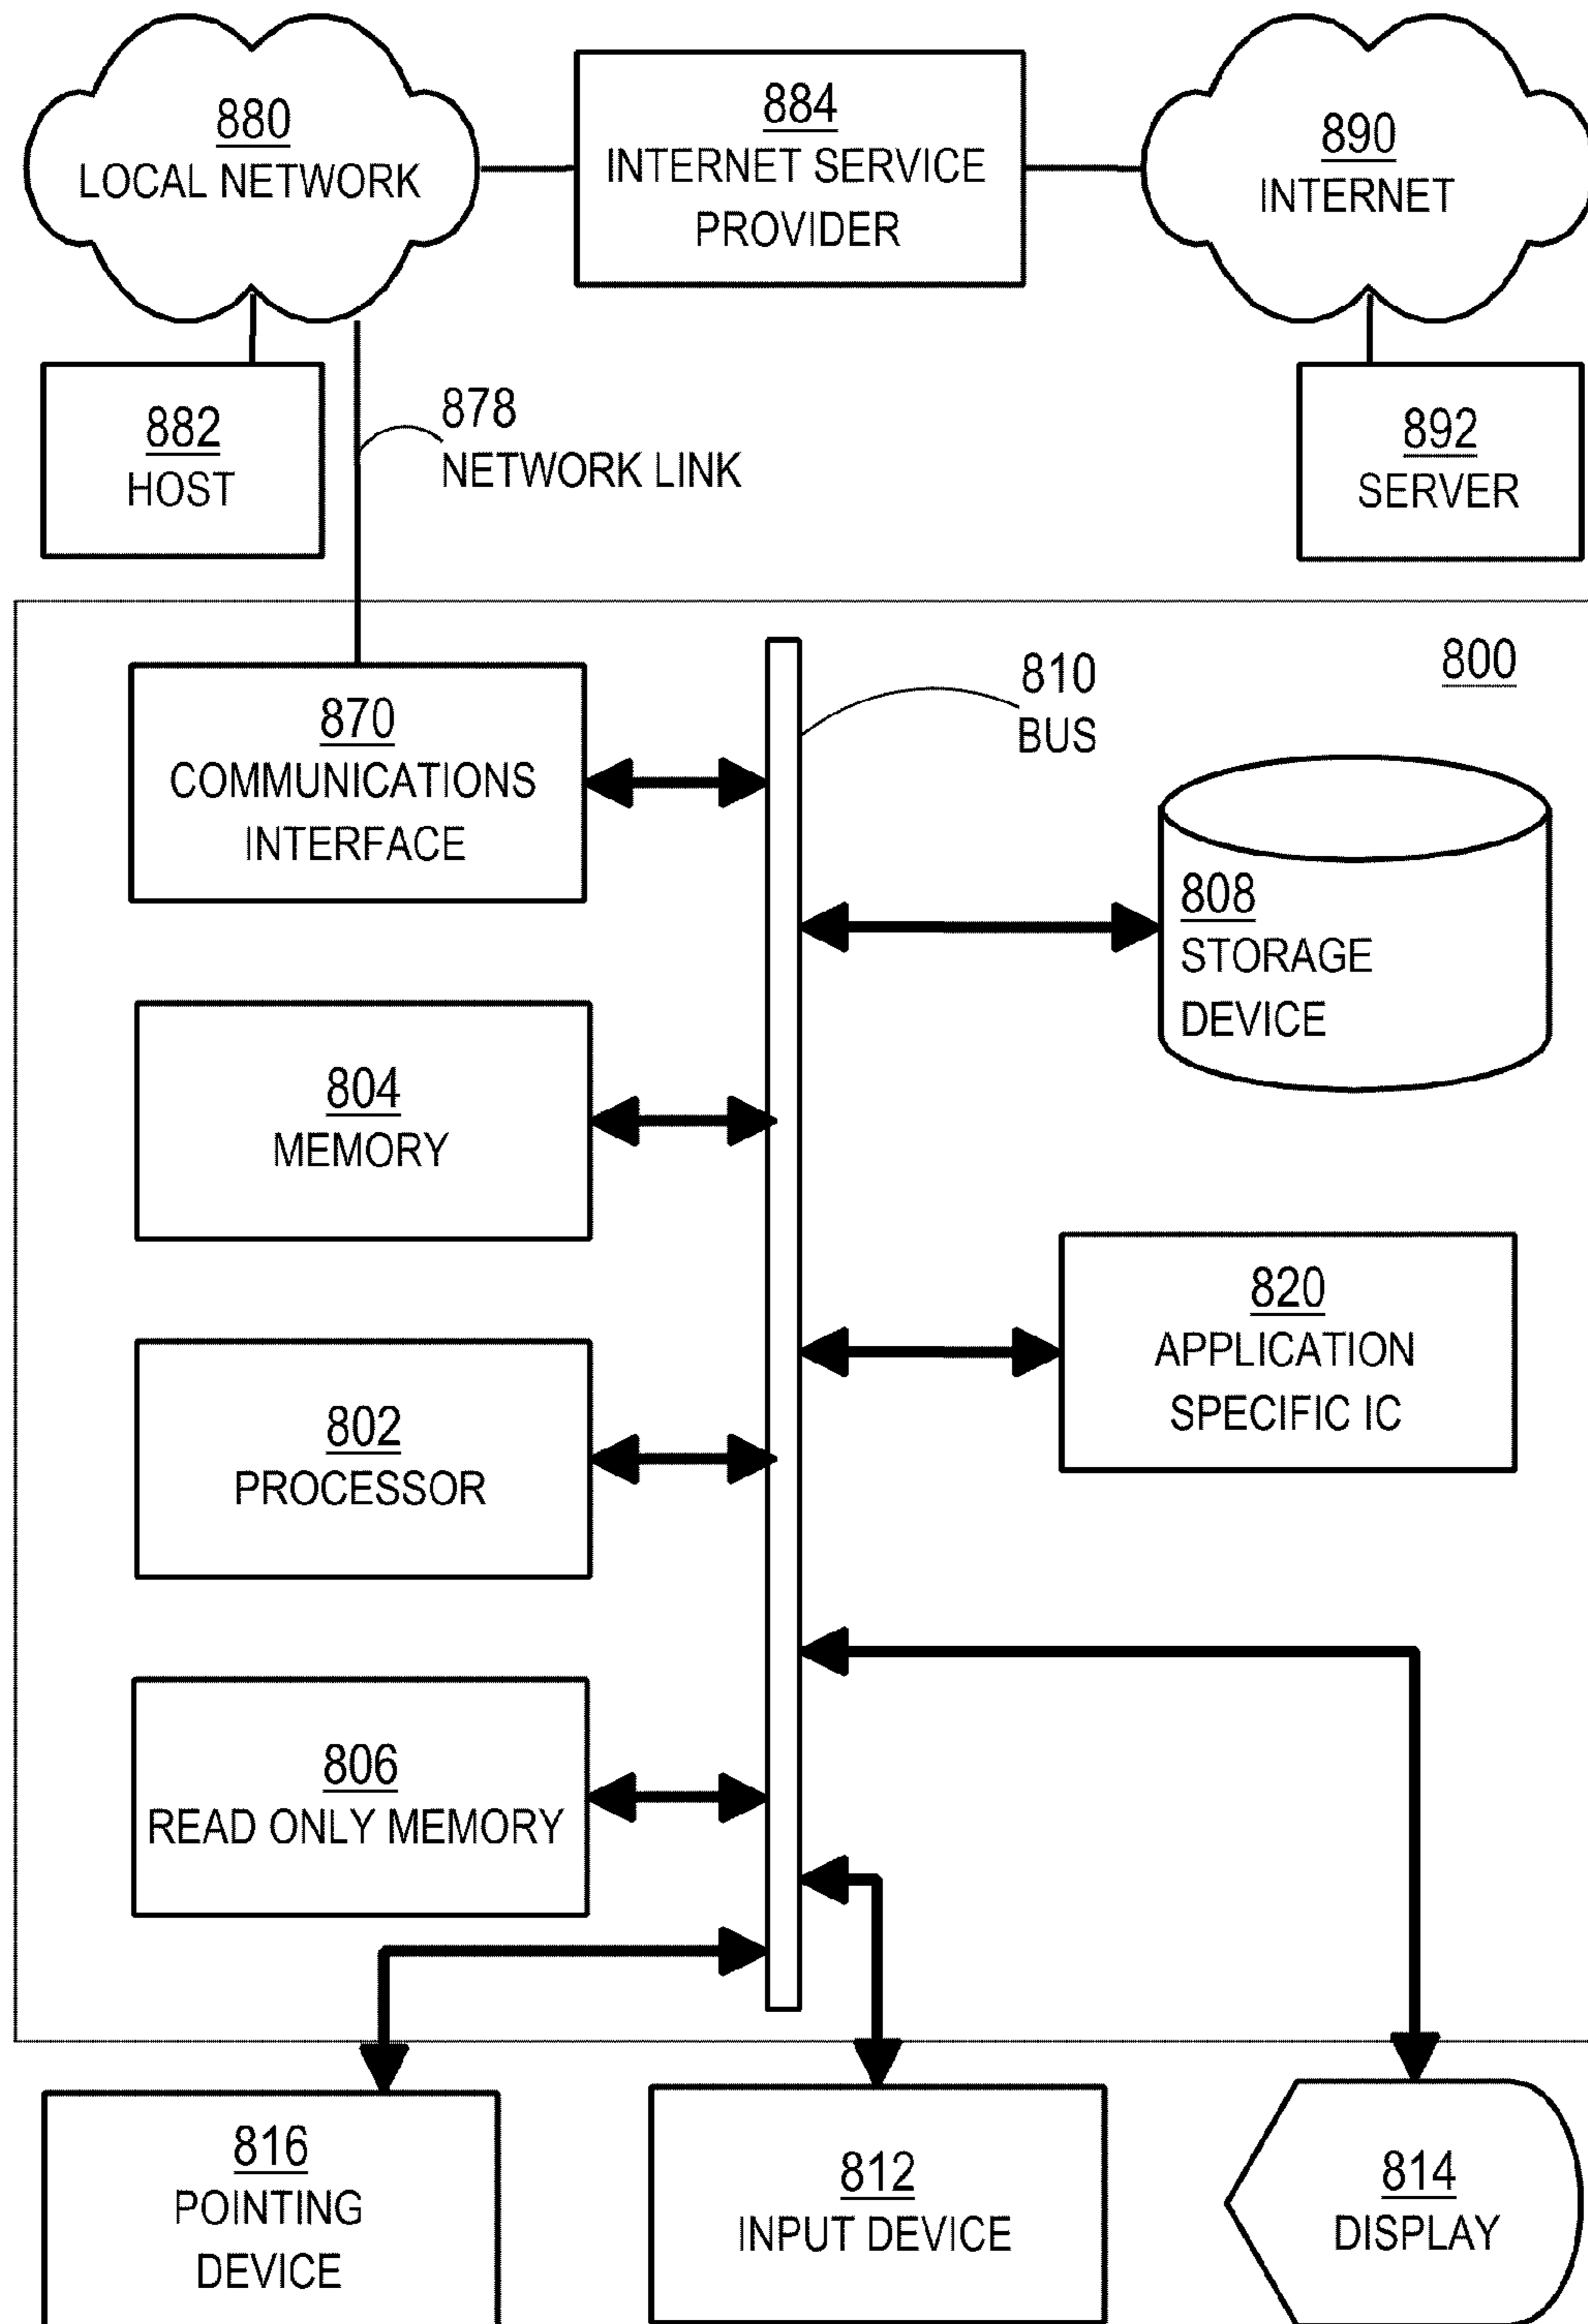 880
LOCAL NETWORK
884
INTERNET SERVICE
PROVIDER
890
INTERNET
882
HOST
878
NETWORK LINK
892
SERVER
800
870
COMMUNICATIONS
INTERFACE
810
BUS
808
STORAGE
DEVICE
804
MEMORY
820
APPLICATION
SPECIFIC IC
802
PROCESSOR
806
READ ONLY MEMORY
816
POINTING
DEVICE
812
INPUT DEVICE
814
DISPLAY